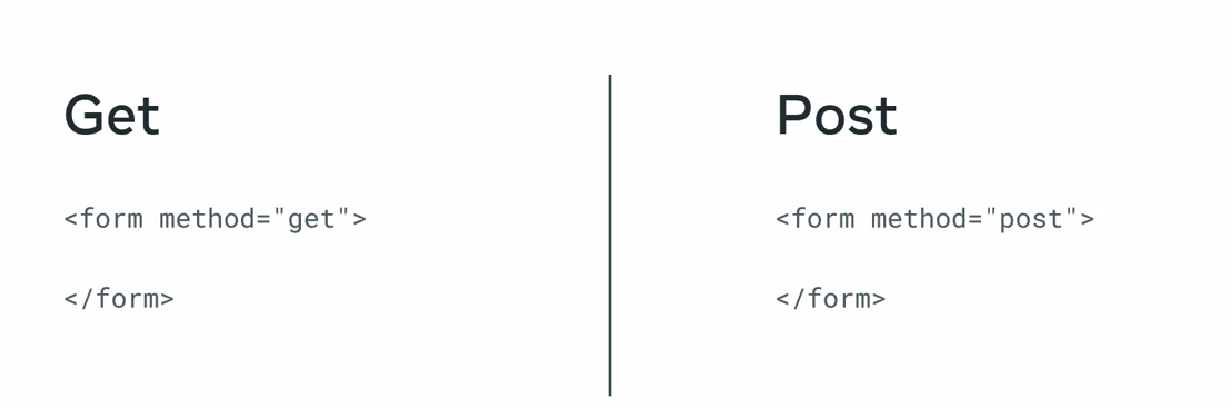 Get
<form method="get">
</form>
Post
<form method="post">
</form>